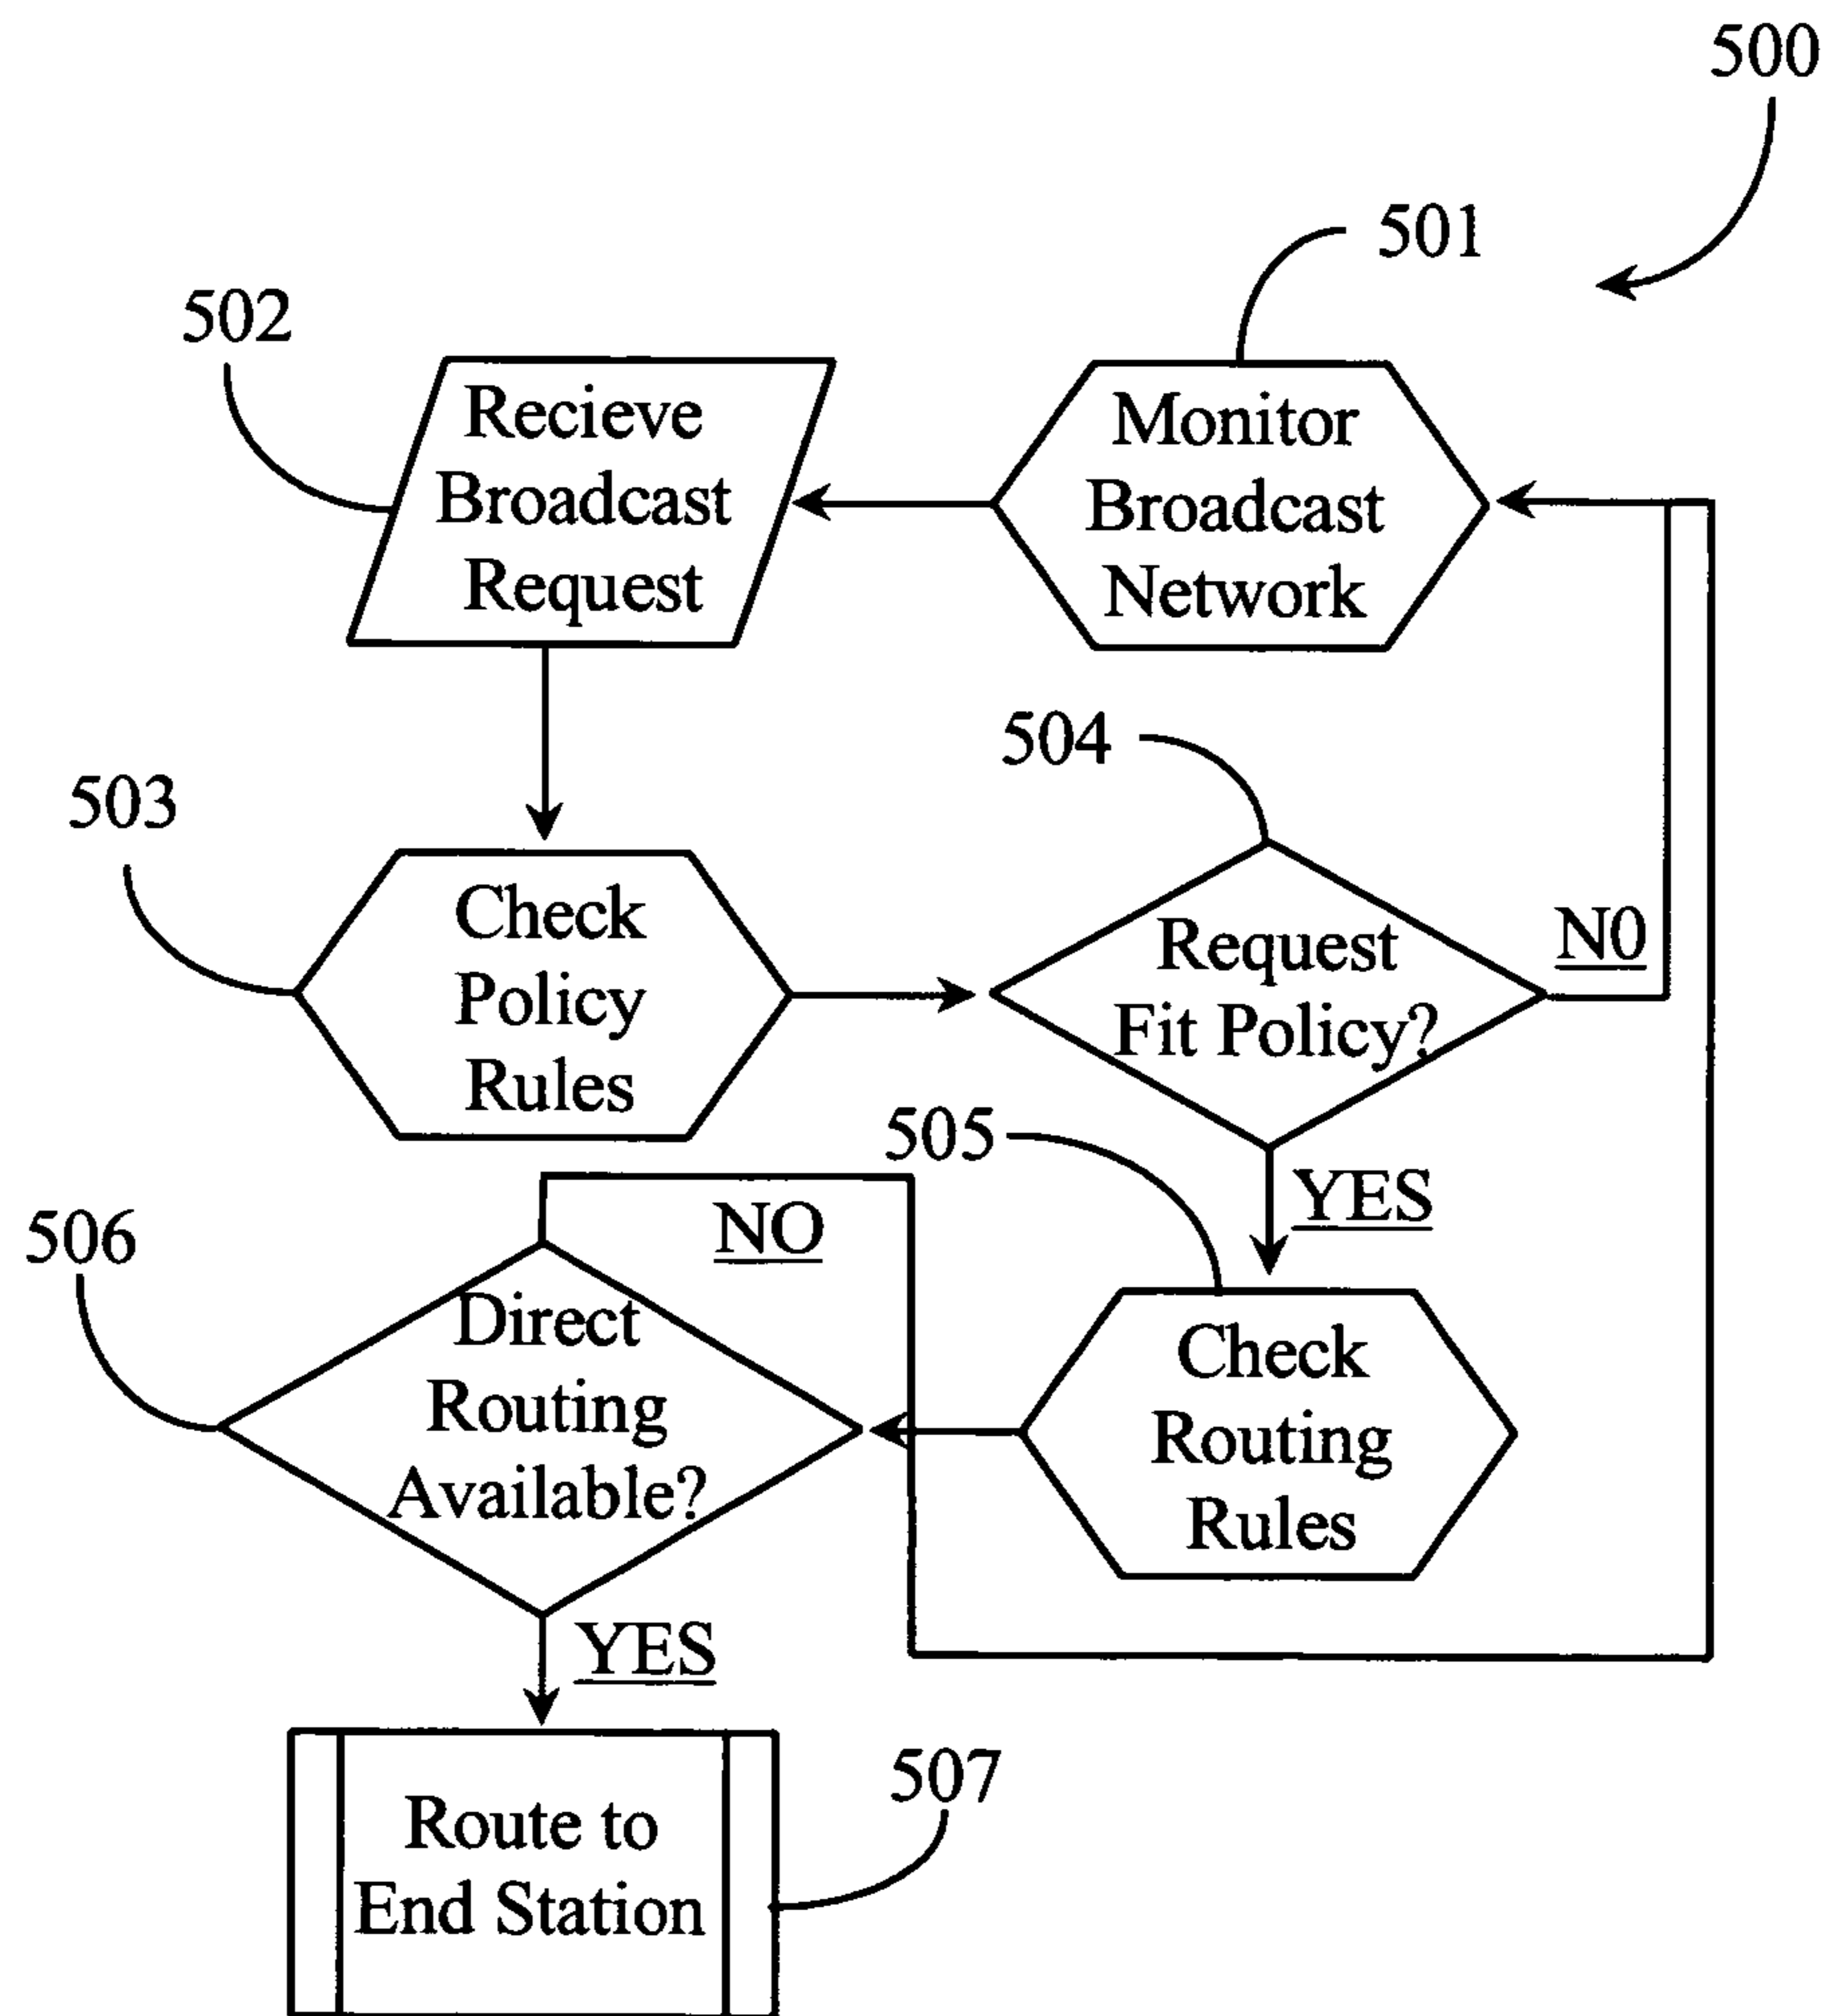 500
501
502
Recieve
Broadcast
Request
Monitor
Broadcast
Network
504
503
Check
Policy
Rules
Request
Fit Policy?
N0
505
YES
506
NO
Direct
Routing
Available?
Check
Routing
Rules
YES
507
Route to
End Station